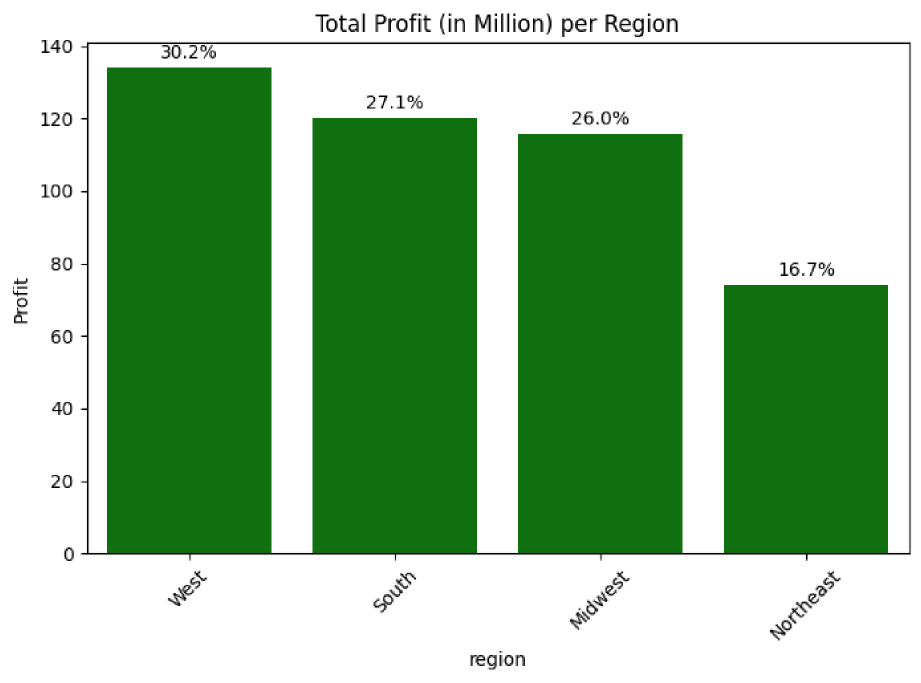 Total Profit (in Million) per Region
140
120
100
80
60
40
20
0
Profit
30.2%
27.1%
26.0%
16.7%
West
South
Midwest
Northeast
region